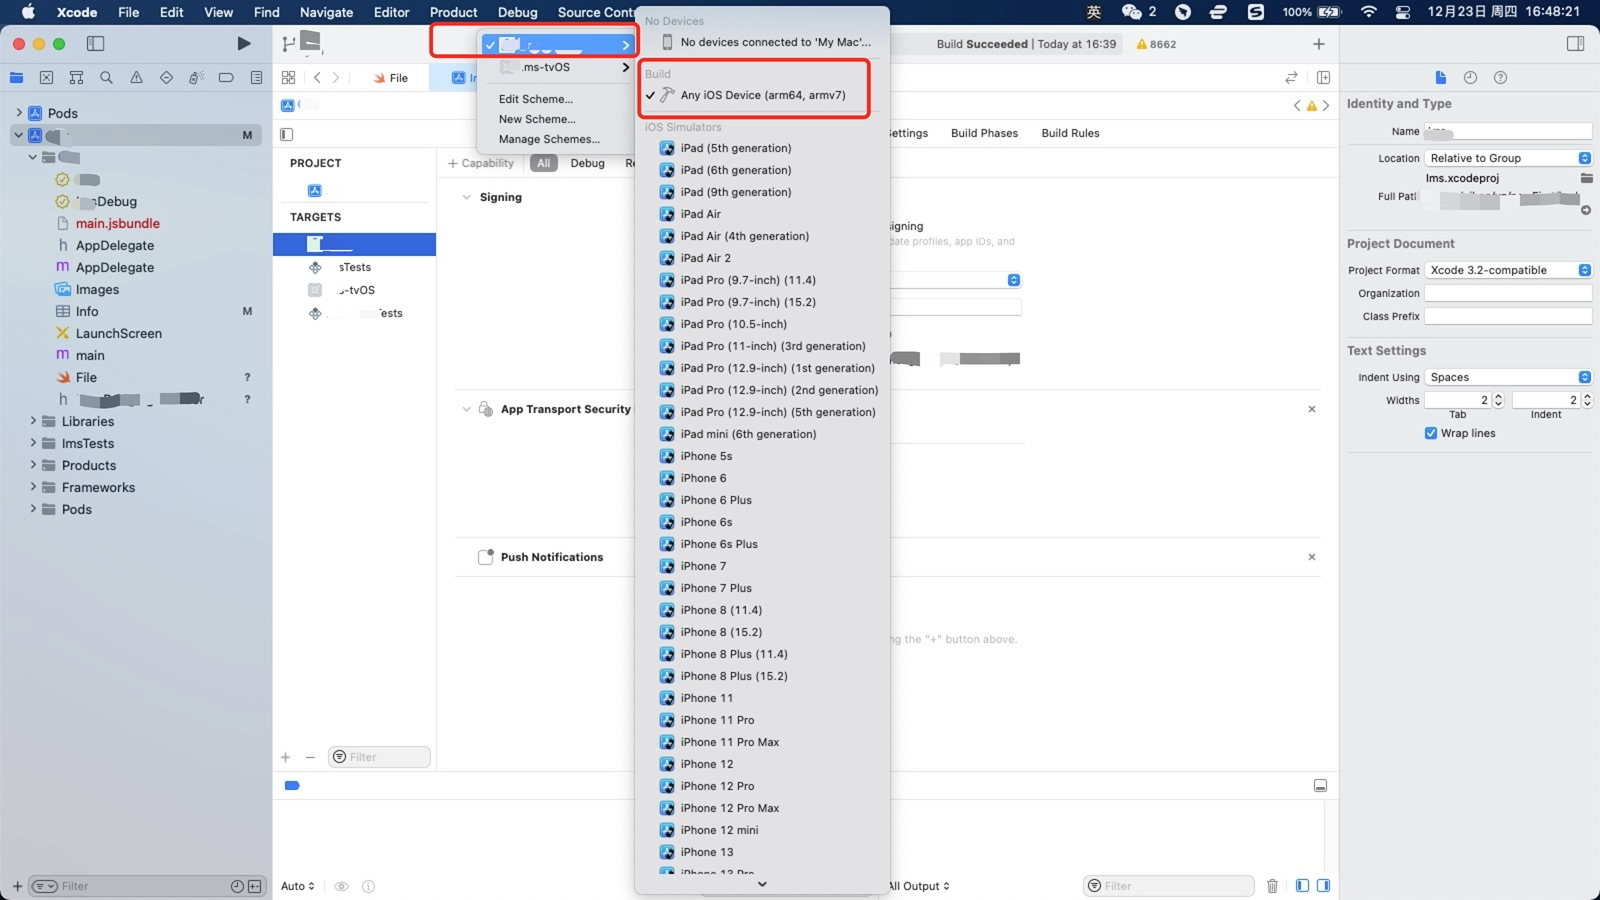 Xcode File Edit View Find Navigate Editor Product Debug Source Cont
英 2 100% 12月23日 周四 16:48:21
Build Succeeded | Today at 16:39 8662
File
Pods
M
Debug
main.jsbundle
AppDelegate
AppDelegate
Images
Info M
LaunchScreen
main
File ?
h ?
Libraries
lmsTests
Products
Frameworks
Pods
Filter
PROJECT
TARGETS
sTests
-tvOS
ests
Filter
.ms-tvOS
Edit Scheme...
New Scheme...
Manage Schemes...
ettings Build Phases Build Rules
+ Capability All Debug Re
Signing
igning
date profiles, app IDs, and
App Transport Security
Push Notifications
ng the "+" button above.
No Devices
No devices connected to 'My Mac'...
Build
Any iOS Device (arm64, armv7)
iOS Simulators
iPad (5th generation)
iPad (6th generation)
iPad (9th generation)
iPad Air
iPad Air (4th generation)
iPad Air 2
iPad Pro (9.7-inch) (11.4)
iPad Pro (9.7-inch) (15.2)
iPad Pro (10.5-inch)
iPad Pro (11-inch) (3rd generation)
iPad Pro (12.9-inch) (1st generation)
iPad Pro (12.9-inch) (2nd generation)
iPad Pro (12.9-inch) (5th generation)
iPad mini (6th generation)
iPhone 5s
iPhone 6
iPhone 6 Plus
iPhone 6s
iPhone 6s Plus
iPhone 7
iPhone 7 Plus
iPhone 8 (11.4)
iPhone 8 (15.2)
iPhone 8 Plus (11.4)
iPhone 8 Plus (15.2)
iPhone 11
iPhone 11 Pro
iPhone 11 Pro Max
iPhone 12
iPhone 12 Pro
iPhone 12 Pro Max
iPhone 12 mini
iPhone 13
iPhone 13 Pro
Auto
All Output
Filter
Identity and Type
Name
Location Relative to Group
lms.xcodeproj
Full Path
Project Document
Project Format Xcode 3.2-compatible
Organization
Class Prefix
Text Settings
Indent Using Spaces
Widths 2 2
Tab Indent
Wrap lines